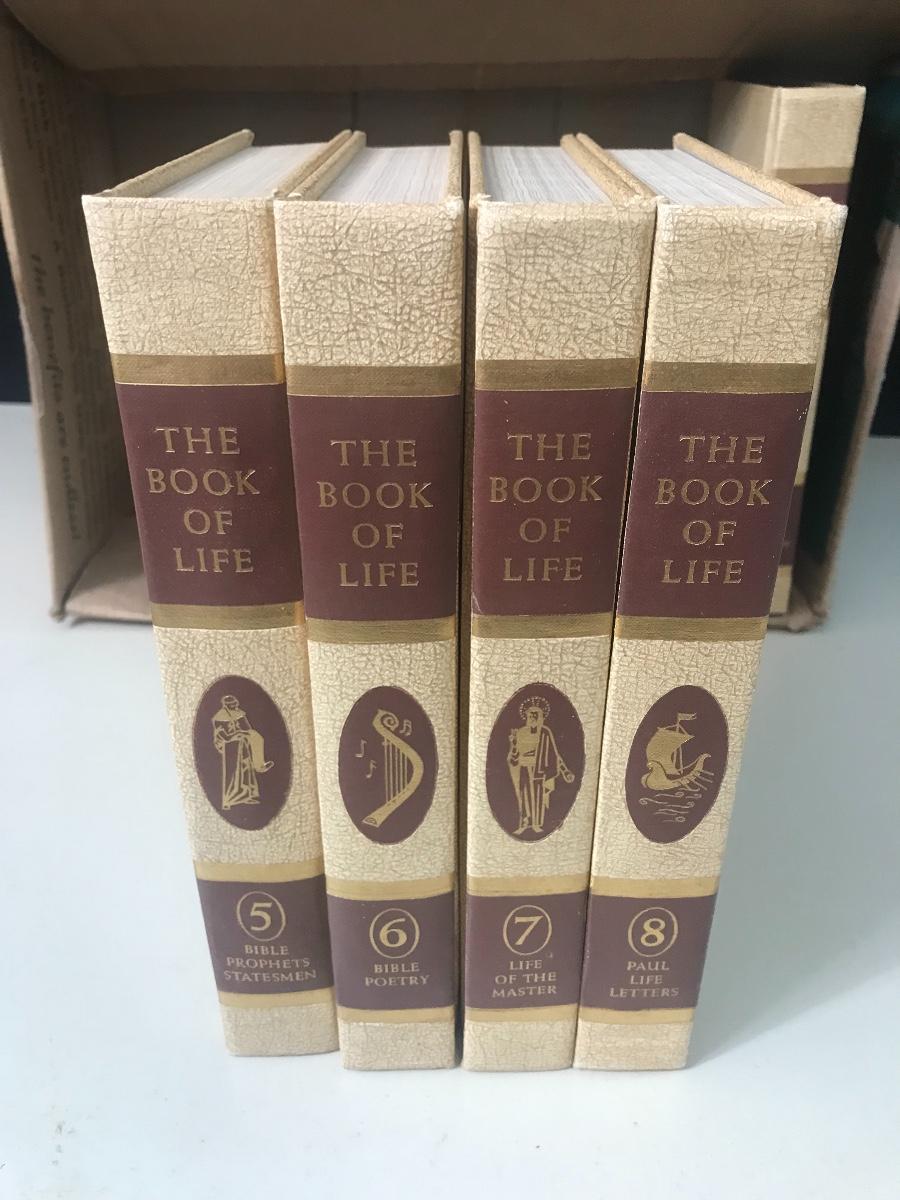 THE
BOOK
OF
LIFE
5
BIBLE
PROPHETS
STATESMEN
THE
BOOK
OF
LIFE
6
BIBLE
POETRY
THE
BOOK
OF
LIFE
7
LIFE
OF THE
MASTER
THE
BOOK
OF
LIFE
8
PAUL
LIFE
LETTERS